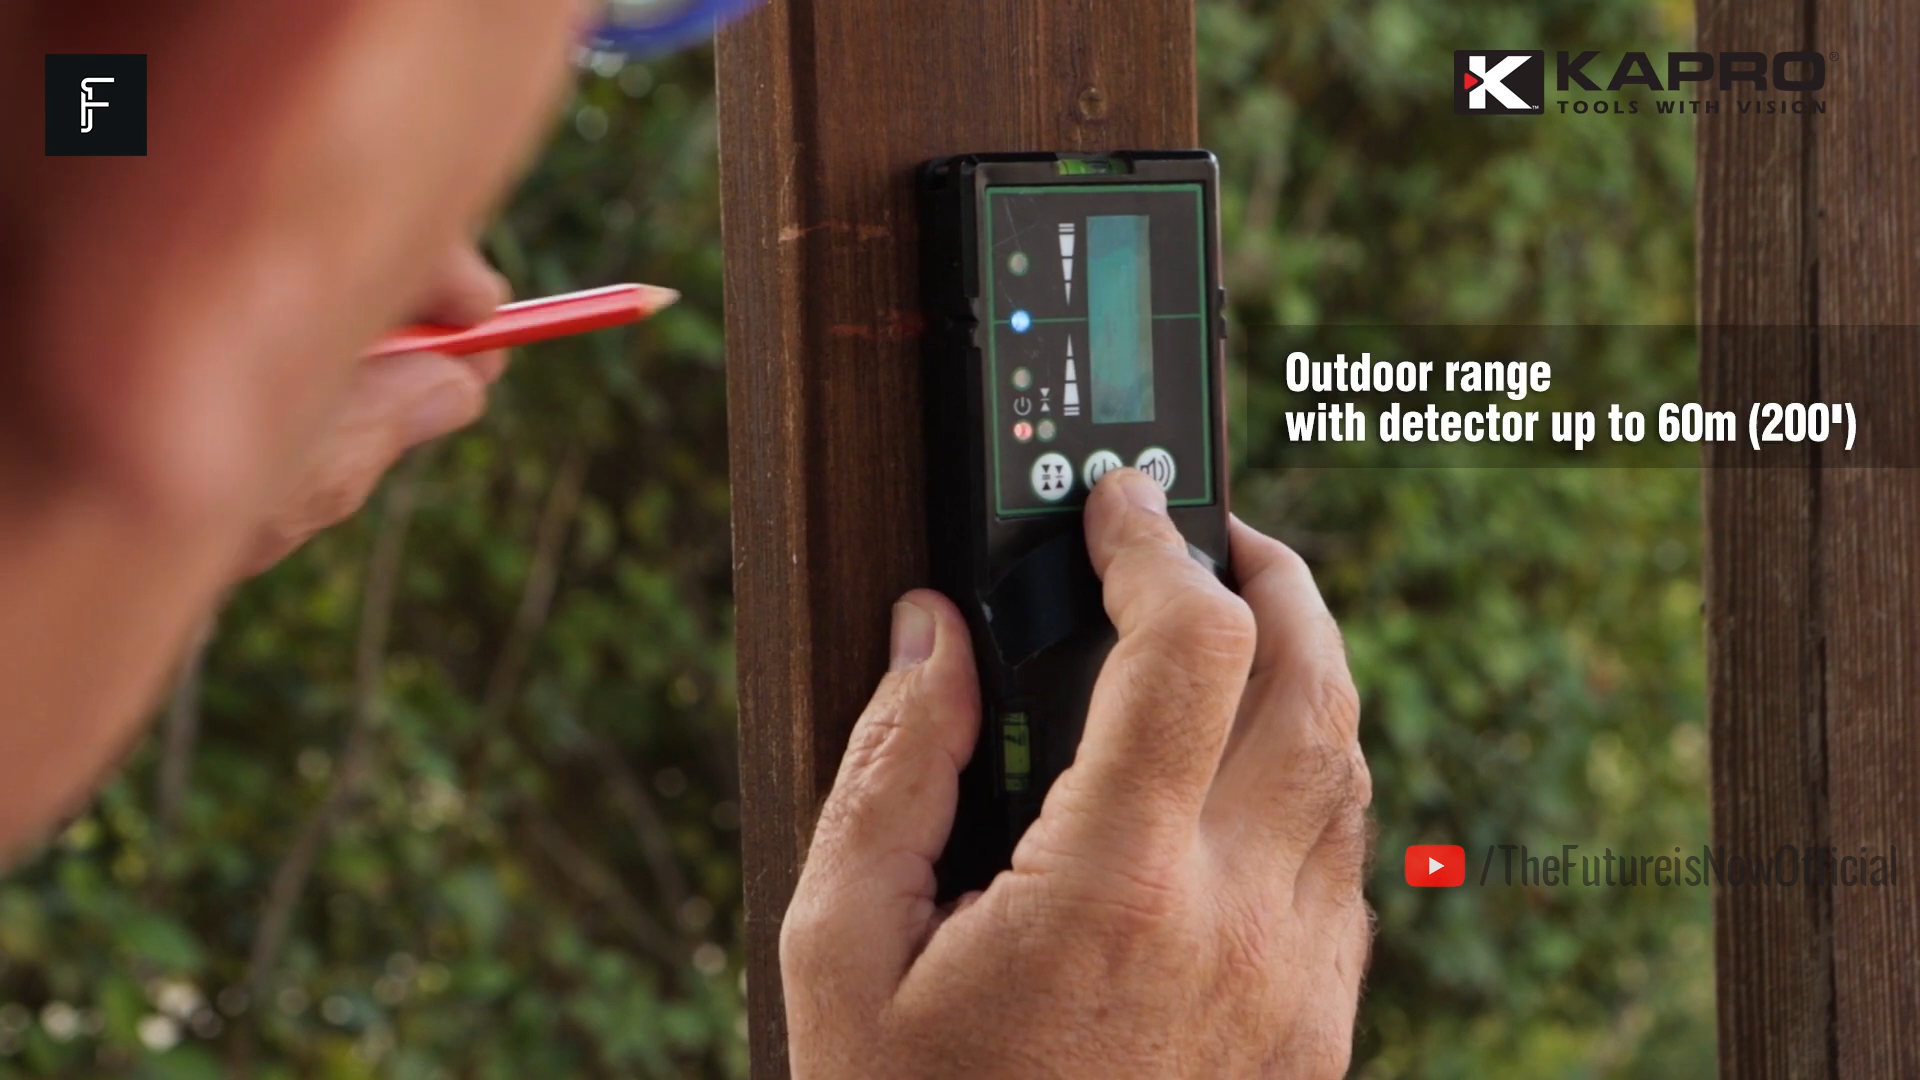 F
KAPRO®
TOOLS WITH VISION
Outdoor range
with detector up to 60m (200")
/TheFutureisNowOfficial